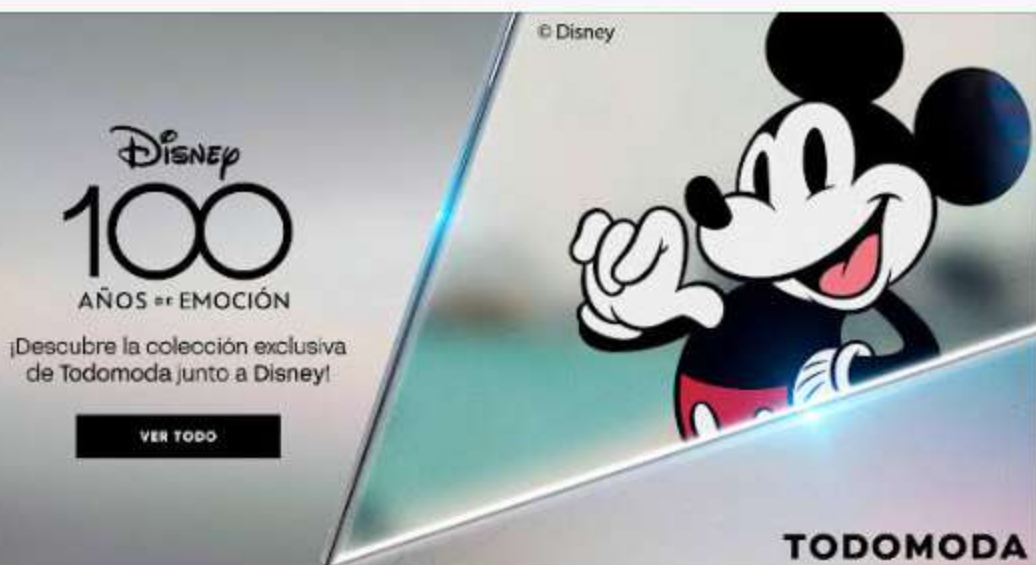 © Disney
DISNEY
100
AÑOS DE EMOCIÓN
¡Descubre la colección exclusiva
de Todomoda junto a Disney!
VER TODO
TODOMODA